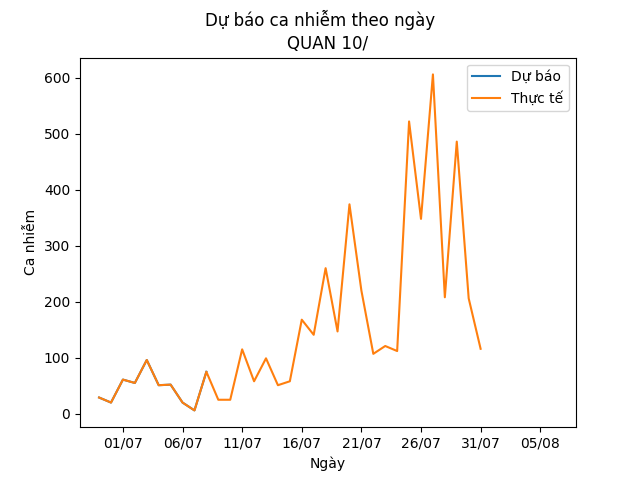 Dự báo ca nhiễm theo ngày
QUAN 10/
Dự báo
Thực tế
600
500
400
300
200
100
0
Ca nhiễm
01/07 06/07 11/07 16/07 21/07 26/07 31/07 05/08
Ngày